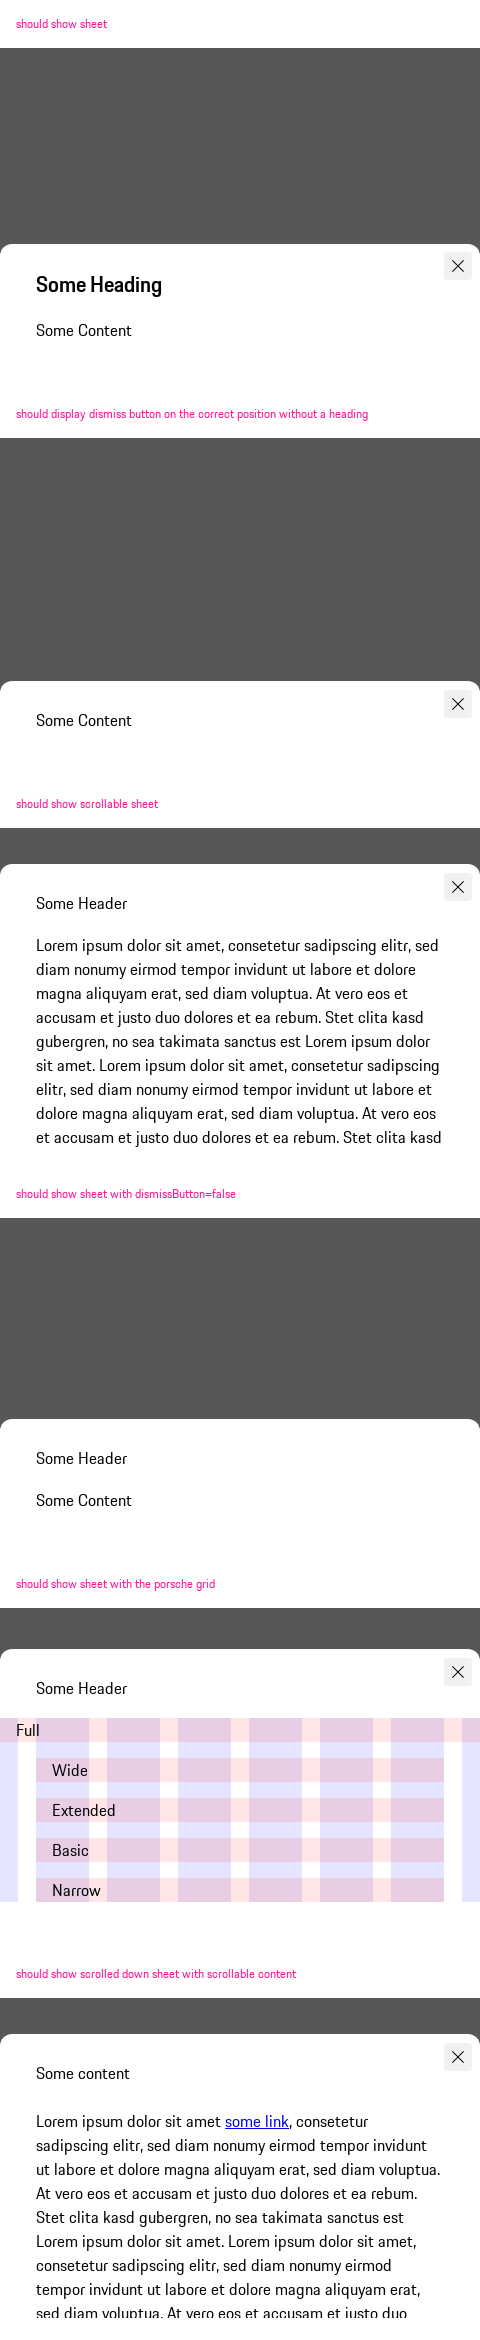 should show sheet
Some Heading
Some Content
should display dismiss button on the correct position without a heading
Some Content
should show scrollable sheet
Some Header
Lorem ipsum dolor sit amet, consetetur sadipscing elitr, sed
diam nonumy eirmod tempor invidunt ut labore et dolore
magna aliquyam erat, sed diam voluptua. At vero eos et
accusam et justo duo dolores et ea rebum. Stet clita kasd
gubergren, no sea takimata sanctus est Lorem ipsum dolor
sit amet. Lorem ipsum dolor sit amet, consetetur sadipscing
elitr, sed diam nonumy eirmod tempor invidunt ut labore et
dolore magna aliquyam erat, sed diam voluptua. At vero eos
et accusam et justo duo dolores et ea rebum. Stet clita kasd
should show sheet with dismissButton=false
Some Header
Some Content
should show sheet with the porsche grid
Some Header
Full
Wide
Extended
Basic
Narrow
should show scrolled down sheet with scrollable content
Some content
Lorem ipsum dolor sit amet some link, consetetur
sadipscing elitr, sed diam nonumy eirmod tempor invidunt
ut labore et dolore magna aliquyam erat, sed diam voluptua.
At vero eos et accusam et justo duo dolores et ea rebum.
Stet clita kasd gubergren, no sea takimata sanctus est
Lorem ipsum dolor sit amet. Lorem ipsum dolor sit amet,
consetetur sadipscing elitr, sed diam nonumy eirmod
tempor invidunt ut labore et dolore magna aliquyam erat,
sed diam voluptua. At vero eos et accusam et justo duo